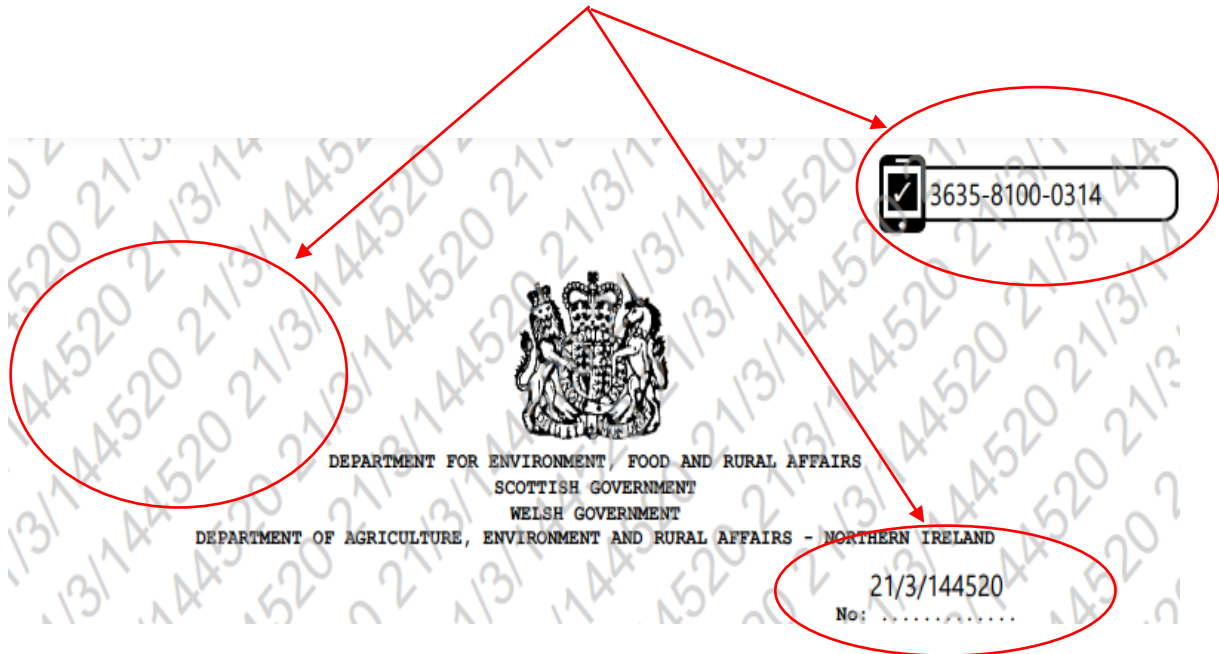 3635-8100-0314
DEPARTMENT FOR ENVIRONMENT, FOOD AND RURAL AFFAIRS
SCOTTISH GOVERNMENT
WELSH GOVERNMENT
DEPARTMENT OF AGRICULTURE, ENVIRONMENT AND RURAL AFFAIRS - NORTHERN IRELAND
21/3/144520
No: .............